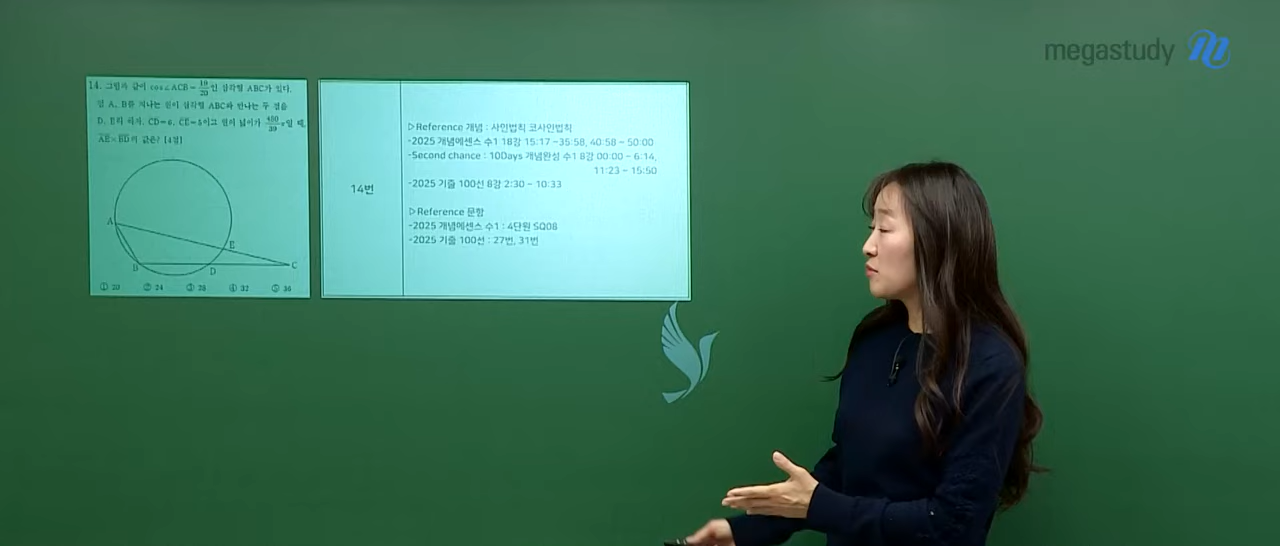 megastudy
14. 그림과 같이 cos∠ACB= 인 삼각형 ABC가 있다.
점 A, B를 지나는 원이 삼각형 ABC와 만나는 두 점을
D, E라 하자. CD=6, CE=5이고 원의 넓이가 일 때,
AE×BD의 값은? [4점]
A
E
B
D
C
② 24
④ 32
⑤ 36
14번
▷Reference 개념 : 사인법칙 코사인법칙
-2025 개념에센스 수1 18강 15:17 ~35:58, 40:58 ~ 50:00
-Second chance : 10Days 개념완성 수1 8강 00:00 ~ 6:14,
11:23 ~ 15:50
-2025 기출 100선 8강 2:30 ~ 10:33
▷Reference 문항
-2025 개념에센스 수1 : 4단원 SQ08
-2025 기출 100선 : 27번, 31번